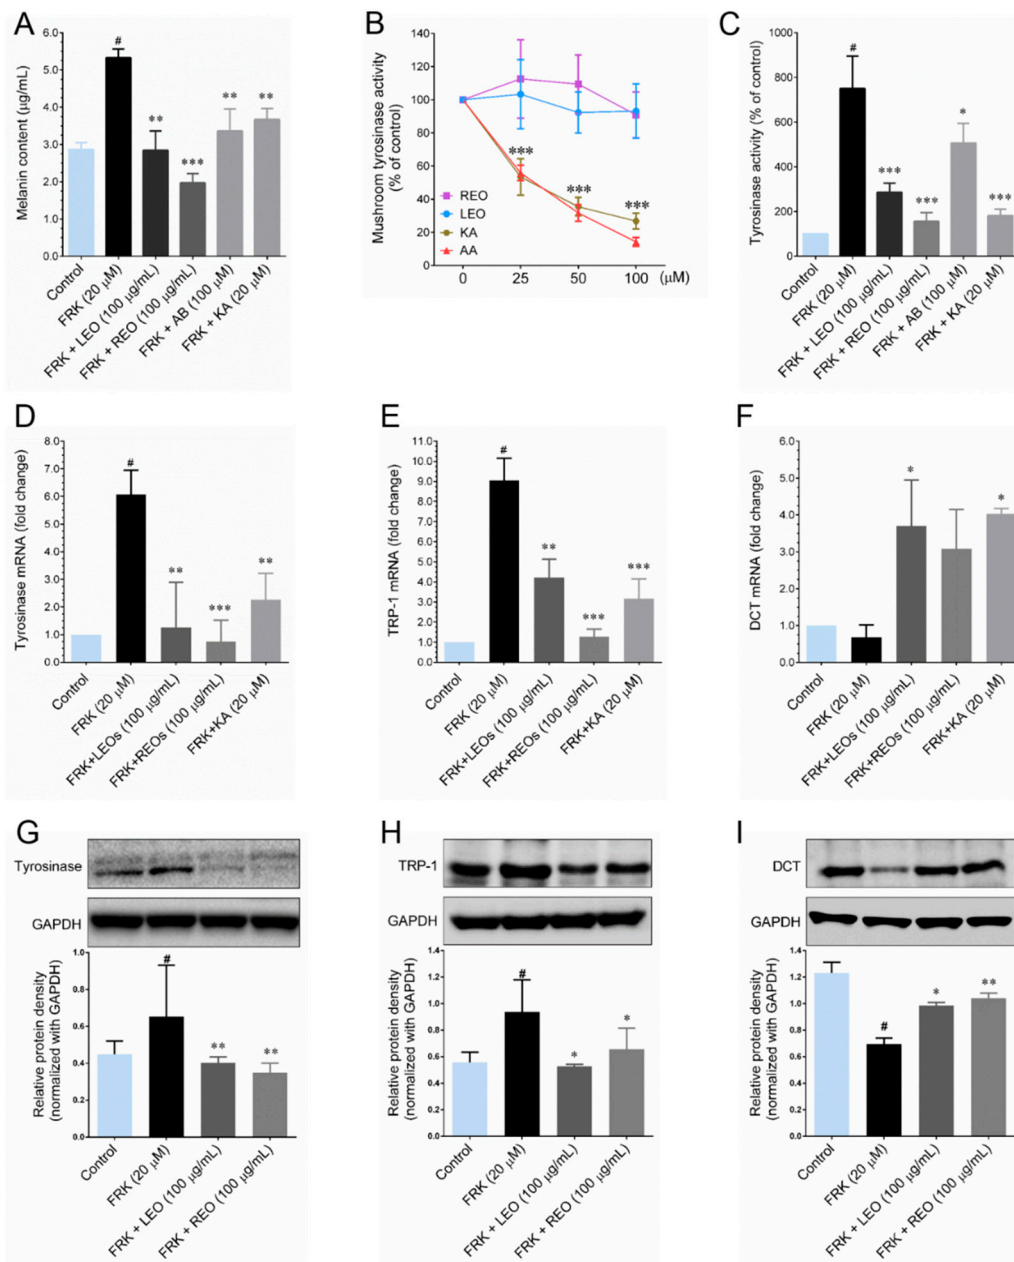 A
Melanin content (µg/mL)
6.0
5.0
4.0
3.0
2.0
1.0
0.0
#
**
***
**
**
Control
FRK (20 µM)
FRK + LEO (100 µg/mL)
FRK + REO (100 µg/mL)
FRK + AB (100 µM)
FRK + KA (20 µM)
B
Mushroom tyrosinase activity
(% of control)
140
120
100
80
60
40
20
0
***
***
***
REO
LEO
KA
AA
0 25 50 100 (µM)
C
Tyrosinase activity (% of control)
1000
800
600
400
200
0
#
***
***
*
***
Control
FRK (20 µM)
FRK + LEO (100 µg/mL)
FRK + REO (100 µg/mL)
FRK + AB (100 µM)
FRK + KA (20 µM)
D
Tyrosinase mRNA (fold change)
8.0
7.0
6.0
5.0
4.0
3.0
2.0
1.0
0.0
#
**
***
**
Control
FRK (20 µM)
FRK+LEOs (100 µg/mL)
FRK+REOs (100 µg/mL)
FRK+KA (20 µM)
E
TRP-1 mRNA (fold change)
11.0
10.0
9.0
8.0
7.0
6.0
5.0
4.0
3.0
2.0
1.0
0.0
#
**
***
***
Control
FRK (20 µM)
FRK+LEOs (100 µg/mL)
FRK+REOs (100 µg/mL)
FRK+KA (20 µM)
F
DCT mRNA (fold change)
6.0
5.0
4.0
3.0
2.0
1.0
0.0
*
*
Control
FRK (20 µM)
FRK+LEOs (100 µg/mL)
FRK+REOs (100 µg/mL)
FRK+KA (20 µM)
G
Tyrosinase
GAPDH
Relative protein density
(normalized with GAPDH)
1.0
0.8
0.6
0.4
0.2
0.0
#
**
**
Control
FRK (20 µM)
FRK + LEO (100 µg/mL)
FRK + REO (100 µg/mL)
H
TRP-1
GAPDH
Relative protein density
(normalized with GAPDH)
1.4
1.2
1.0
0.8
0.6
0.4
0.2
0.0
#
*
*
Control
FRK (20 µM)
FRK + LEO (100 µg/mL)
FRK + REO (100 µg/mL)
I
DCT
GAPDH
Relative protein density
(normalized with GAPDH)
1.4
1.2
1.0
0.8
0.6
0.4
0.2
0.0
#
*
**
Control
FRK (20 µM)
FRK + LEO (100 µg/mL)
FRK + REO (100 µg/mL)